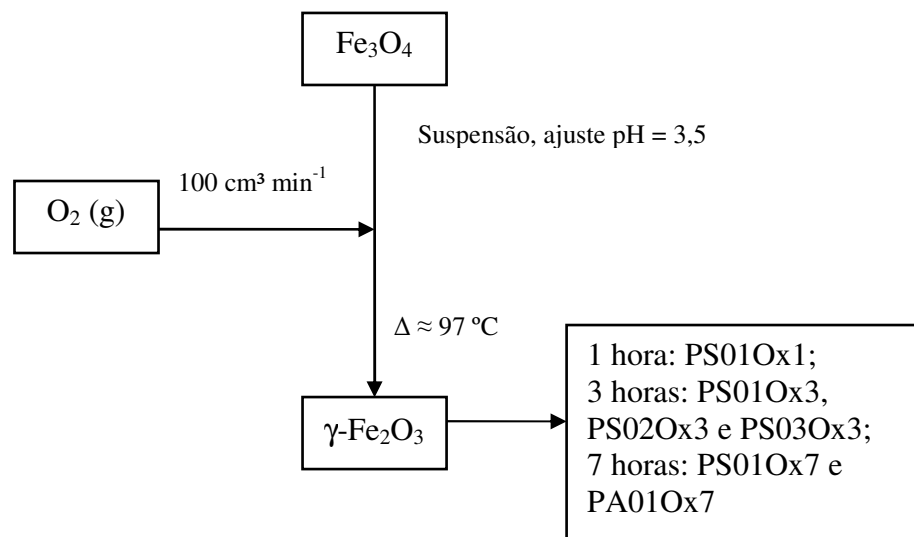 Fe₃O₄
Suspensão, ajuste pH = 3,5
100 cm³ min⁻¹
O₂ (g)
Δ ≈ 97 ºC
γ-Fe₂O₃
1 hora: PS01Ox1;
3 horas: PS01Ox3,
PS02Ox3 e PS03Ox3;
7 horas: PS01Ox7 e
PA01Ox7